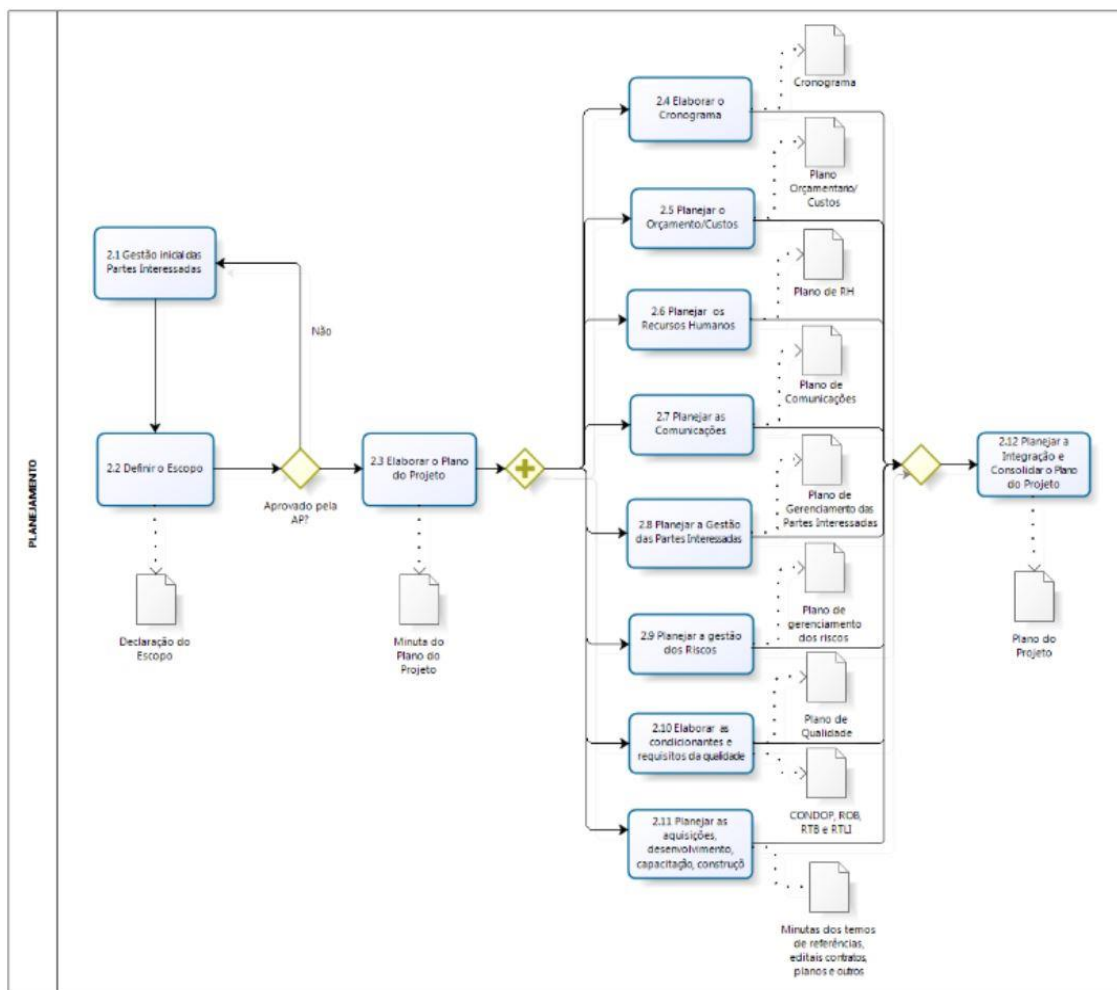 PLANEJAMENTO
2.1 Gestão inicial das
Partes Interessadas
Não
2.2 Definir o Escopo
Aprovado pela
AP?
Declaração do
Escopo
2.3 Elaborar o Plano
do Projeto
Minuta do
Plano do
Projeto
2.4 Elaborar o
Cronograma
Cronograma
2.5 Planejar o
Orçamento/Custos
Plano
Orçamentario/
Custos
2.6 Planejar os
Recursos Humanos
Plano de RH
2.7 Planejar as
Comunicações
Plano de
Comunicações
2.8 Planejar a Gestão
das Partes Interessadas
Plano de
Gerenciamento das
Partes Interessadas
2.9 Planejar a gestão
dos Riscos
Plano de
gerenciamento
dos riscos
2.10 Elaborar as
condicionantes e
requisitos da qualidade
Plano de
Qualidade
CONDOP, ROB,
RTB e RTLI
2.11 Planejar as
aquisições,
desenvolvimento,
capacitação, construçõ
Minutas dos temos
de referências,
editais contratos,
planos e outros
2.12 Planejar a
Integração e
Consolidar o Plano
do Projeto
Plano do
Projeto